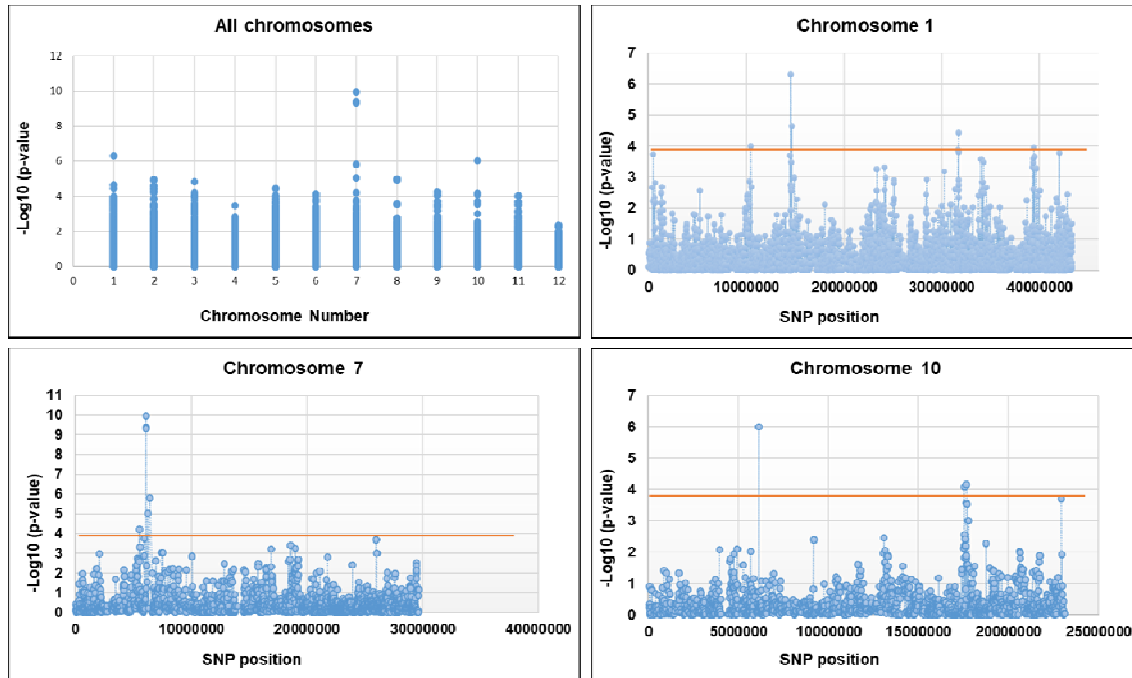 All chromosomes
12
10
8
6
4
2
0
-Log10 (p-value)
0 1 2 3 4 5 6 7 8 9 10 11 12
Chromosome Number
Chromosome 1
7
6
5
4
3
2
1
0
-Log10 (p-value)
0 10000000 20000000 30000000 40000000
SNP position
Chromosome 7
11
10
9
8
7
6
5
4
3
2
1
0
-Log10 (p-value)
0 10000000 20000000 30000000 40000000
SNP position
Chromosome 10
7
6
5
4
3
2
1
0
-Log10 (p-value)
0 5000000 10000000 15000000 20000000 25000000
SNP position